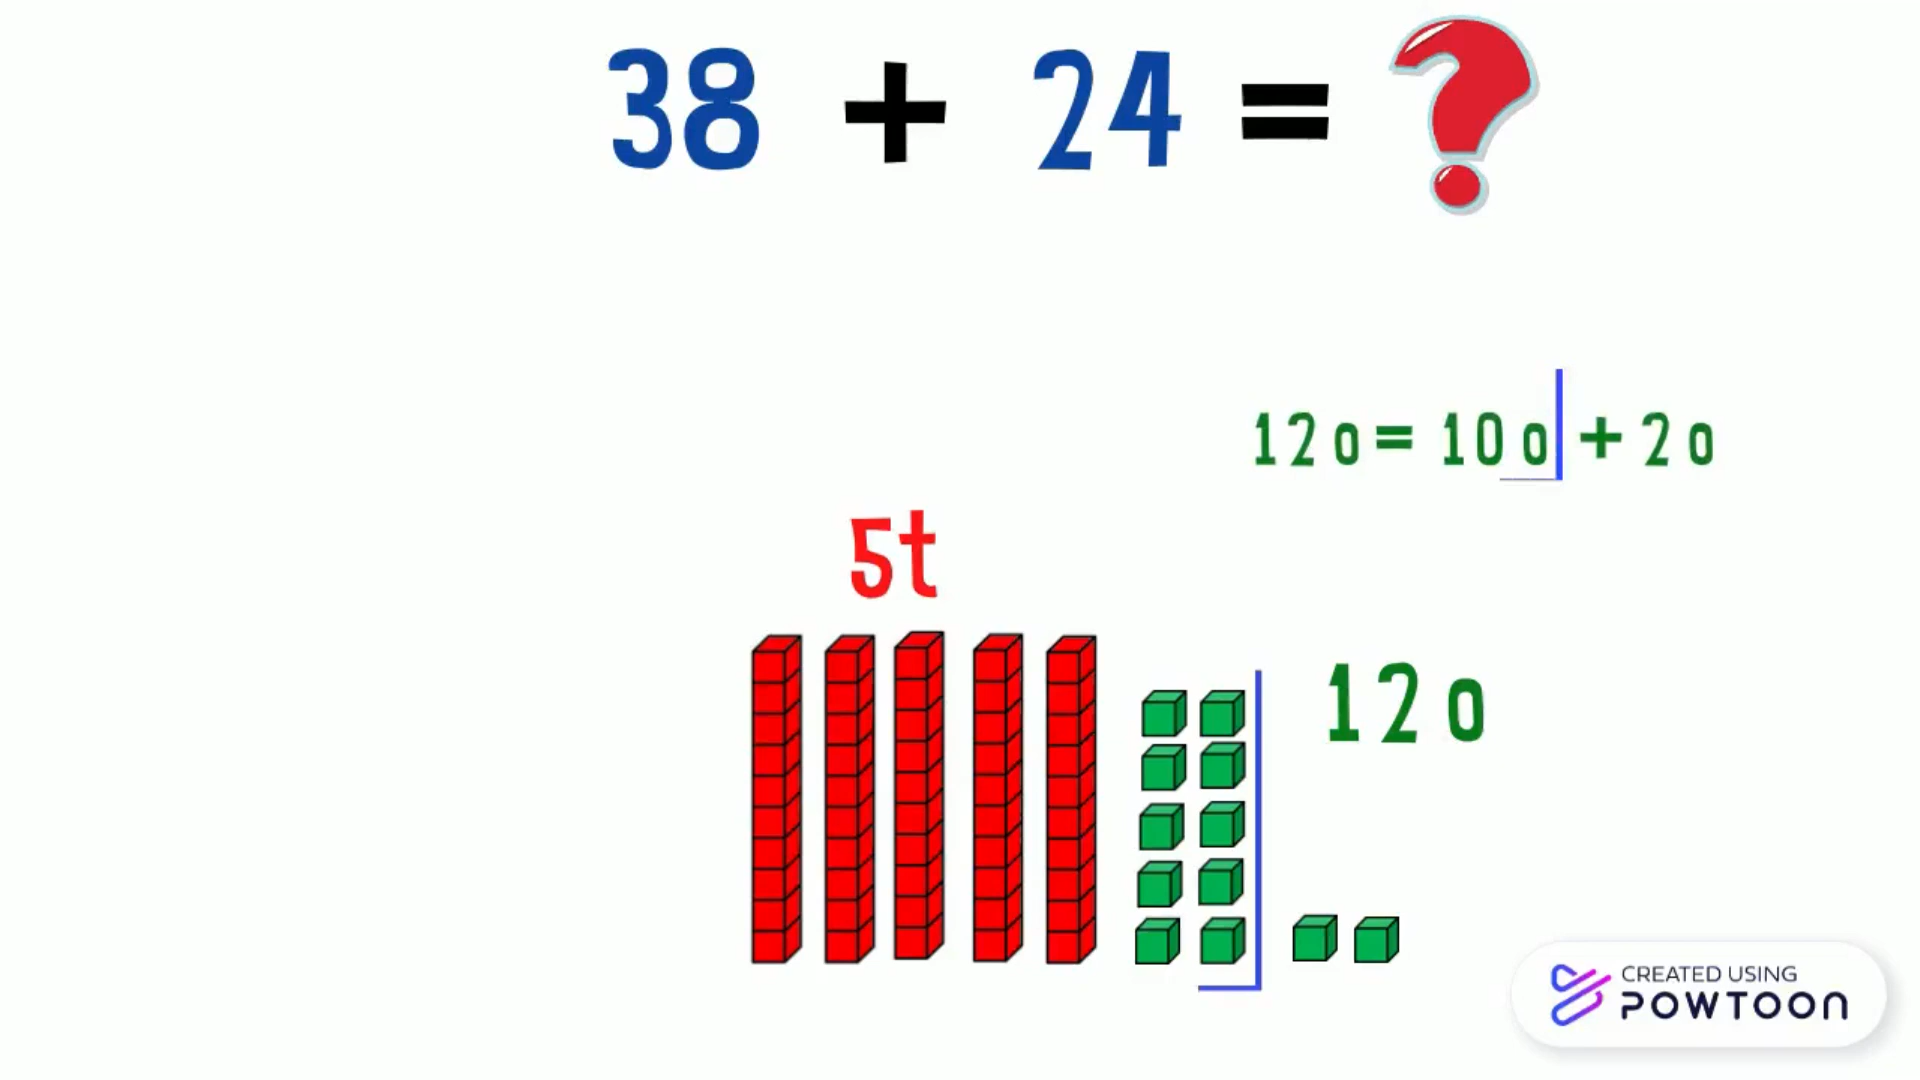 38 + 24 = ?
12 o = 10 o + 2 o
5t
12 o
CREATED USING
POWTOON